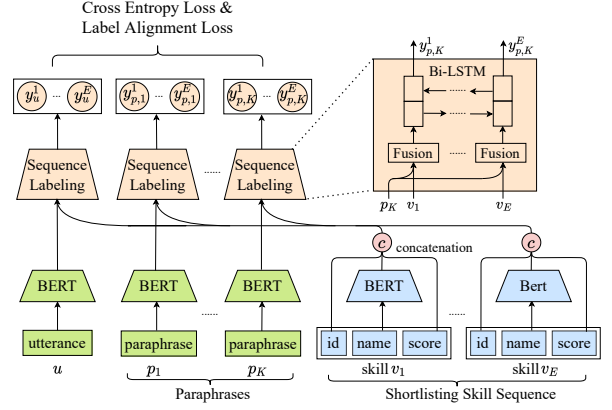 Cross Entropy Loss &
Label Alignment Loss
y_u^1 ... y_u^E
y_{p,1}^1 ... y_{p,1}^E
y_{p,K}^1 ... y_{p,K}^E
y_{p,K}^1 y_{p,K}^E
Bi-LSTM
......
......
Fusion ...... Fusion
p_K v_1 v_E
Sequence
Labeling
Sequence
Labeling
......
Sequence
Labeling
c concatenation c
BERT BERT ...... BERT BERT ...... Bert
utterance paraphrase paraphrase id name score id name score
u p_1 p_K skill v_1 skill v_E
Paraphrases Shortlisting Skill Sequence